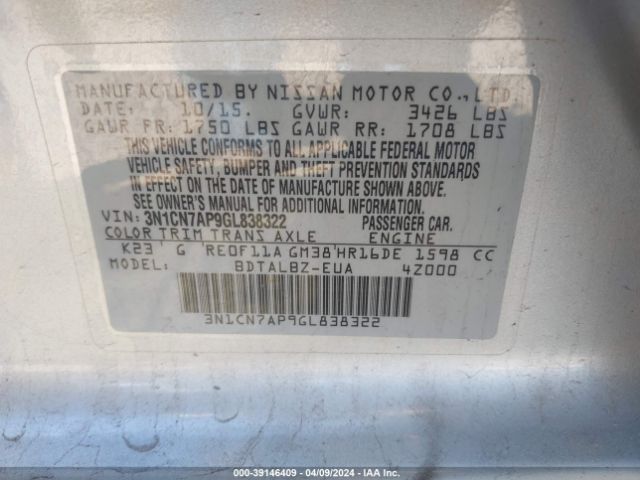 MANUFACTURED BY NISSAN MOTOR CO., LTD.
DATE: 10/15. GVWR: 3426 LBS
GAWR FR: 1750 LBS GAWR RR: 1708 LBS
THIS VEHICLE CONFORMS TO ALL APPLICABLE FEDERAL MOTOR
VEHICLE SAFETY, BUMPER AND THEFT PREVENTION STANDARDS
IN EFFECT ON THE DATE OF MANUFACTURE SHOWN ABOVE.
SEE OWNER'S MANUAL FOR ADDITIONAL INFORMATION.
VIN: 3N1CN7AP9GL838322 PASSENGER CAR.
COLOR TRIM TRANS AXLE ENGINE
K23 G RE0F11A GM38 HR16DE 1598 CC
MODEL: BDTALBZ-EUA 4Z000
3N1CN7AP9GL838322
000-39146409 - 04/09/2024 - IAA Inc.